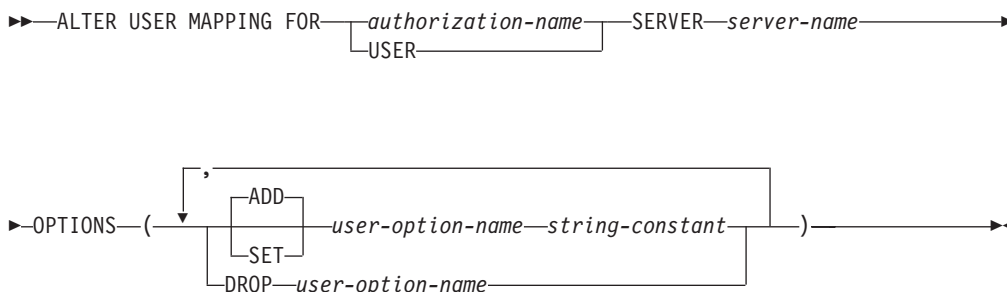 ALTER USER MAPPING FOR authorization-name SERVER server-name
USER
,
ADD
OPTIONS ( user-option-name string-constant )
SET
DROP user-option-name